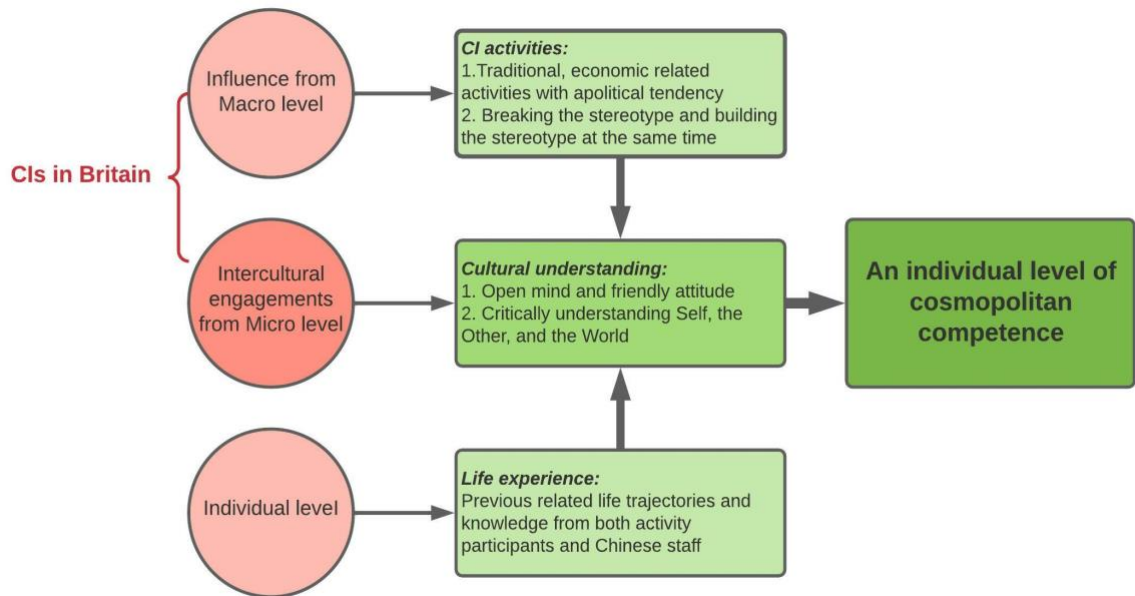 CIs in Britain
Influence from
Macro level
CI activities:
1.Traditional, economic related
activities with apolitical tendency
2. Breaking the stereotype and building
the stereotype at the same time
Intercultural
engagements
from Micro level
Cultural understanding:
1. Open mind and friendly attitude
2. Critically understanding Self, the
Other, and the World
An individual level of
cosmopolitan
competence
Individual level
Life experience:
Previous related life trajectories and
knowledge from both activity
participants and Chinese staff